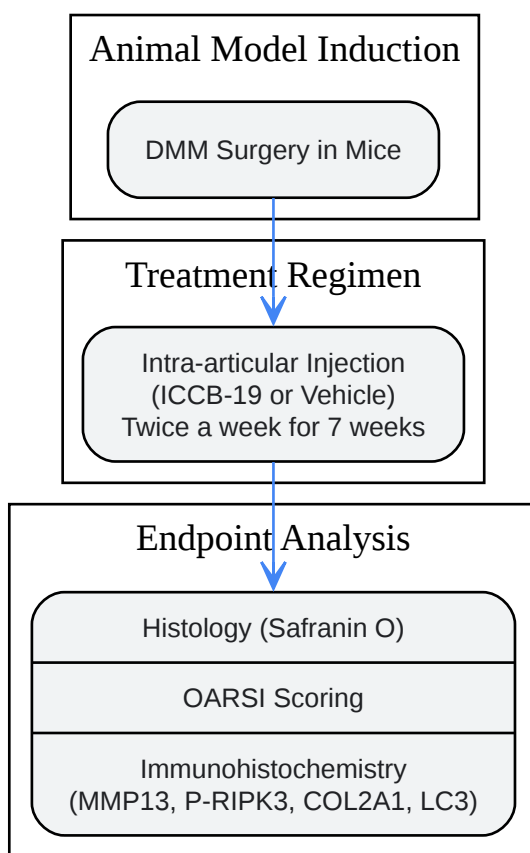 Animal Model Induction
DMM Surgery in Mice
Treatment Regimen
Intra-articular Injection
(ICCB-19 or Vehicle)
Twice a week for 7 weeks
Endpoint Analysis
Histology (Safranin O)
OARSI Scoring
Immunohistochemistry
(MMP13, P-RIPK3, COL2A1, LC3)